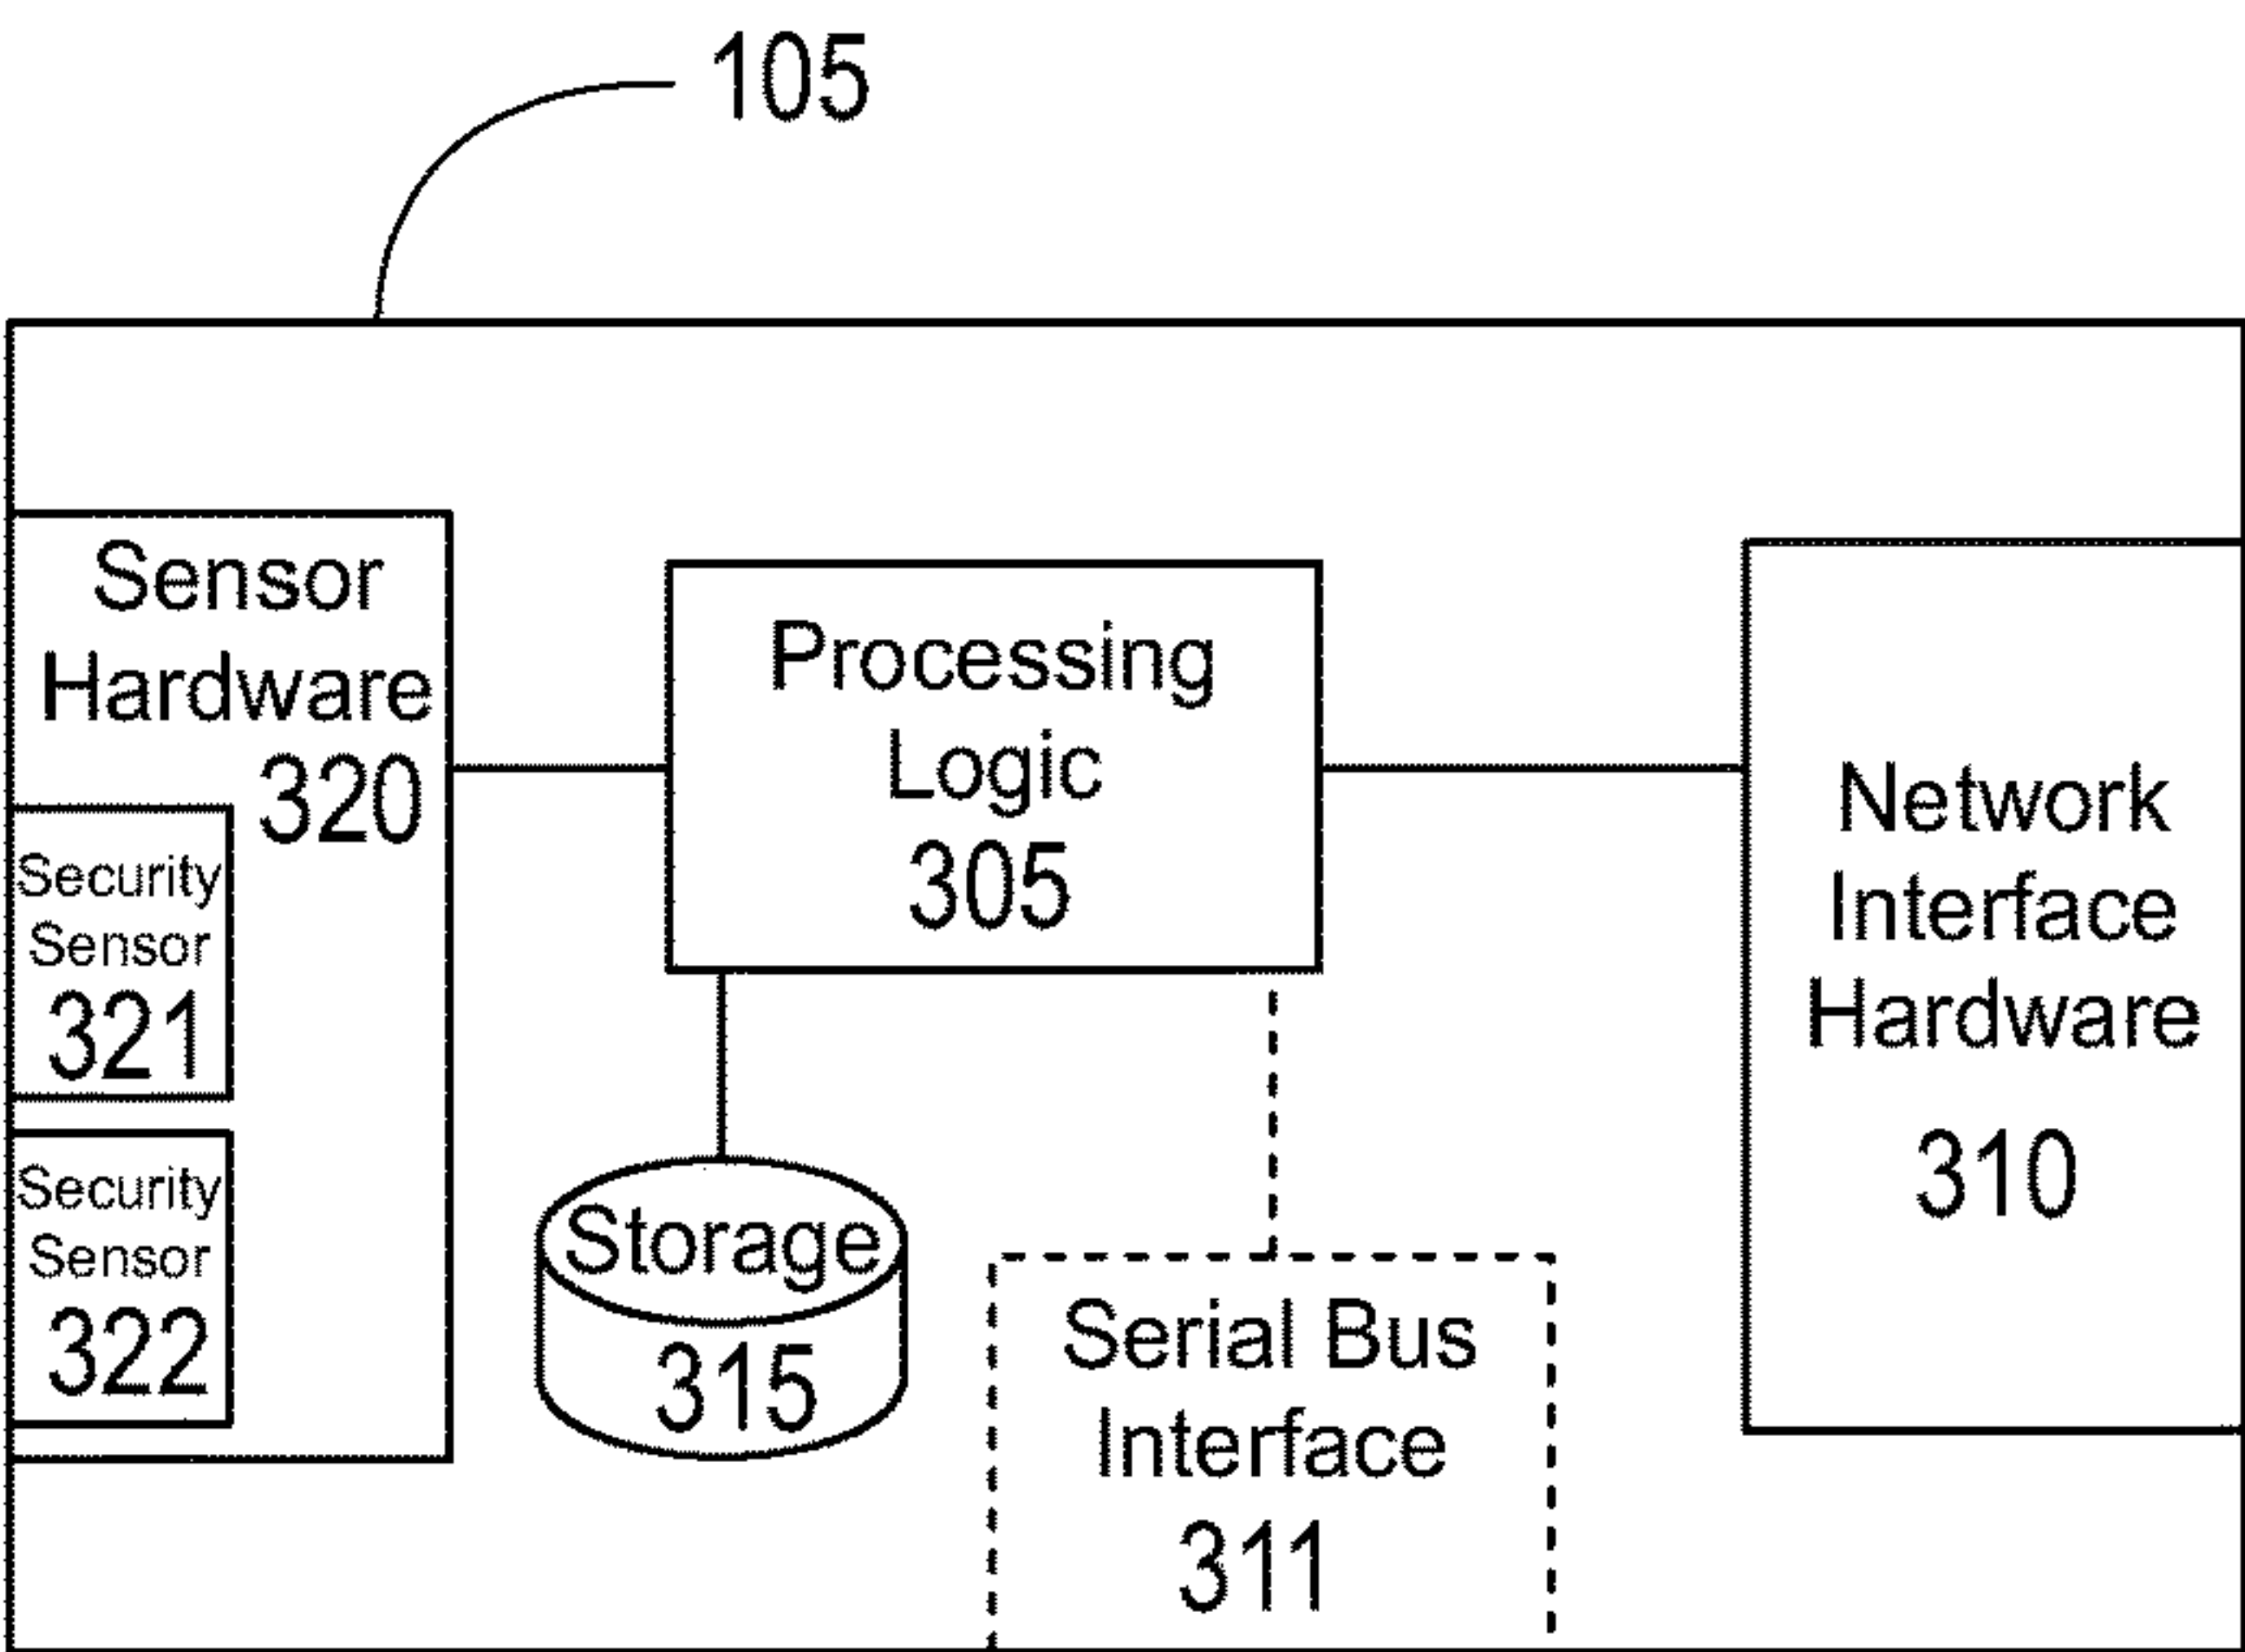 105
Sensor
Hardware
320
Security
Sensor
321
Security
Sensor
322
Processing
Logic
305
Storage
315
Serial Bus
Interface
311
Network
Interface
Hardware
310